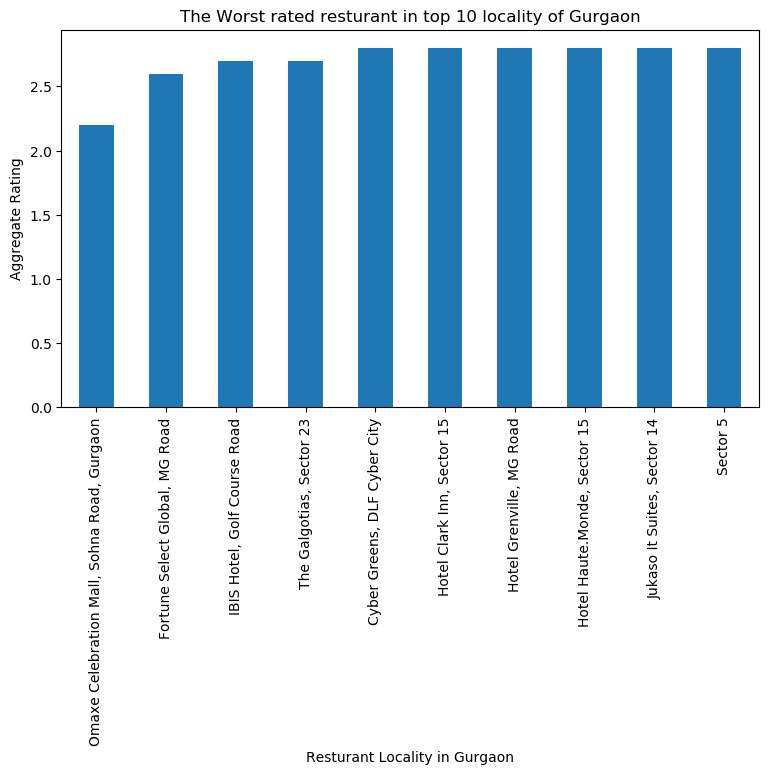 The Worst rated resturant in top 10 locality of Gurgaon
Aggregate Rating
2.5
2.0
1.5
1.0
0.5
0.0
Omaxe Celebration Mall, Sohna Road, Gurgaon
Fortune Select Global, MG Road
IBIS Hotel, Golf Course Road
The Galgotias, Sector 23
Cyber Greens, DLF Cyber City
Hotel Clark Inn, Sector 15
Hotel Grenville, MG Road
Hotel Haute.Monde, Sector 15
Jukaso It Suites, Sector 14
Sector 5
Resturant Locality in Gurgaon